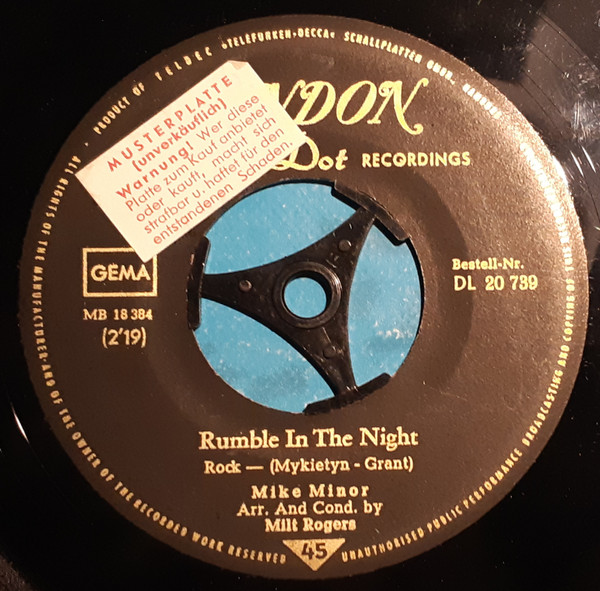 ALL RIGHTS OF THE MANUFACTURER AND OF THE OWNER OF THE RECORDED WORK RESERVED
PRODUCT OF TELDEC »TELEFUNKEN-DECCA« SCHALLPLATTEN GMBH., HAMBURG
UNAUTHORISED PUBLIC PERFORMANCE BROADCASTING AND COPYING OF THIS
NDON
Dot RECORDINGS
MUSTERPLATTE
(unverkäuflich)
Warnung! Wer diese
Platte zum Kauf anbietet
oder kauft, macht sich
strafbar u. haftet für den
entstandenen Schaden.
GEMA
MB 18 384
(2'19)
Bestell-Nr.
DL 20 739
Rumble In The Night
Rock — (Mykietyn - Grant)
Mike Minor
Arr. And Cond. by
Milt Rogers
45